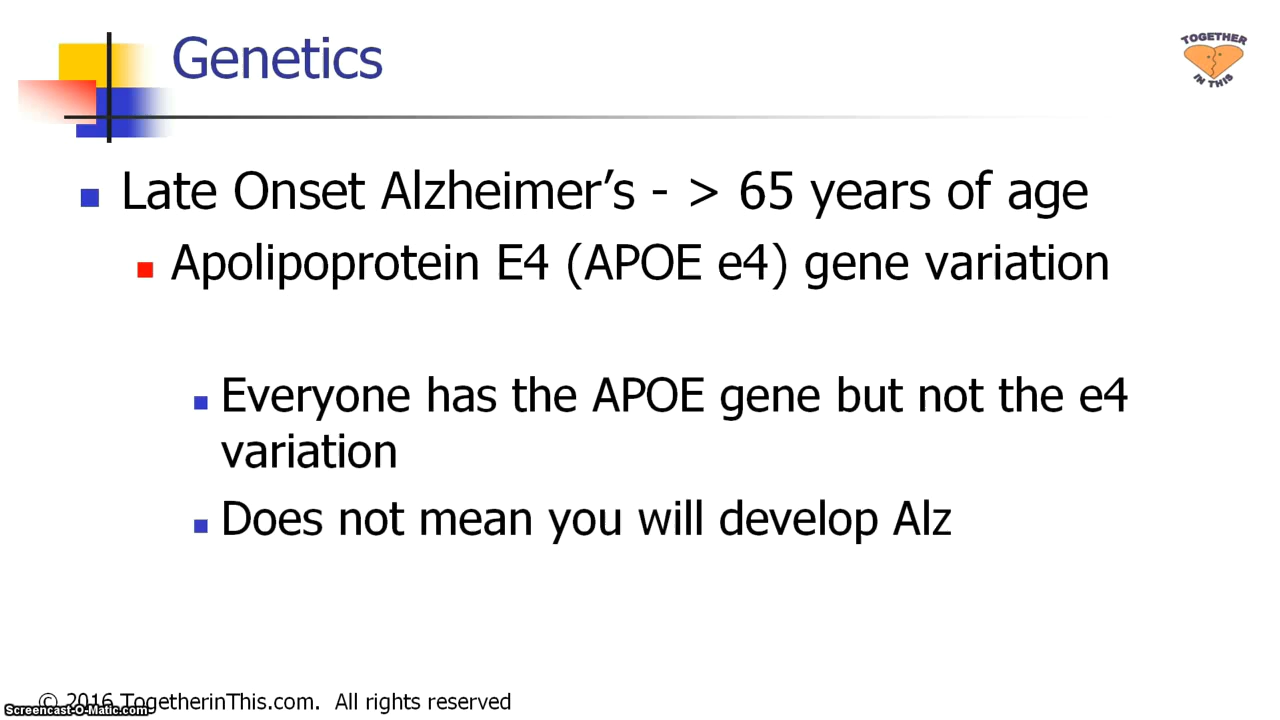 Genetics
TOGETHER
IN THIS
Late Onset Alzheimer's - > 65 years of age
Apolipoprotein E4 (APOE e4) gene variation
Everyone has the APOE gene but not the e4
variation
Does not mean you will develop Alz
© 2016 TogetherinThis.com. All rights reserved
Screencast-O-Matic.com